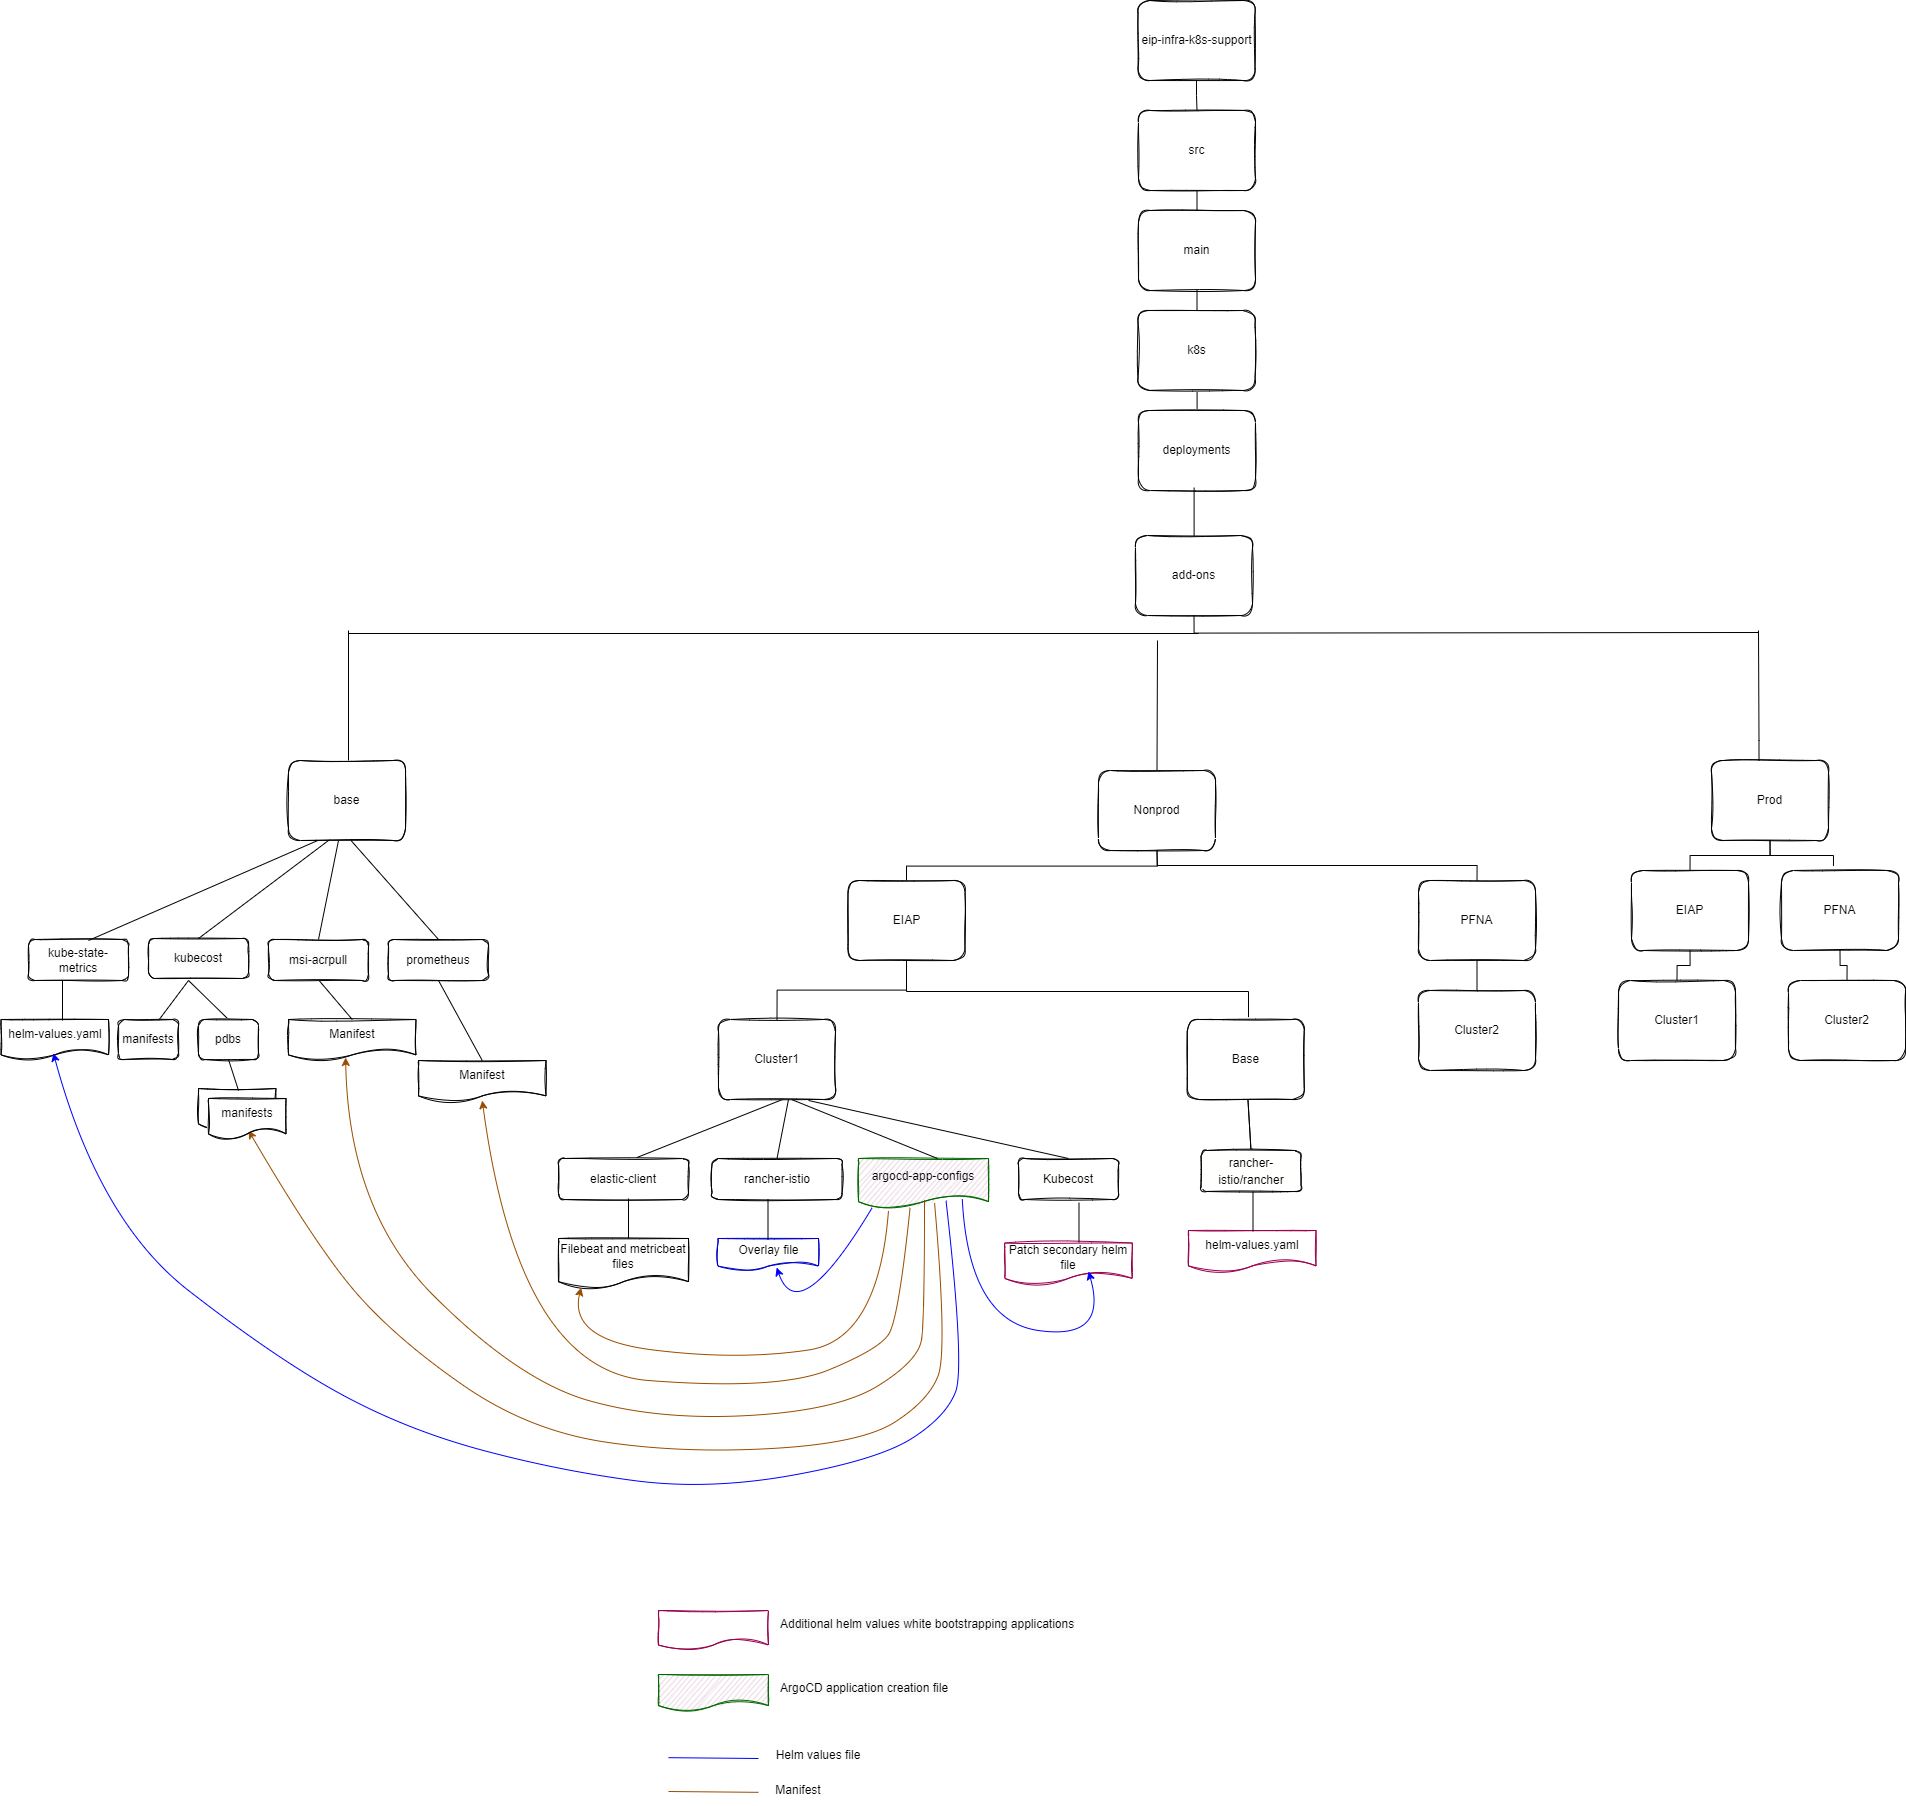 eip-infra-k8s-support
src
main
k8s
deployments
add-ons
base
Nonprod
Prod
EIAP
PFNA
EIAP
PFNA
kube-state-
metrics
kubecost
msi-acrpull
prometheus
helm-values.yaml
manifests
pdbs
Manifest
Manifest
manifests
Cluster1
Base
Cluster2
Cluster1
Cluster2
elastic-client
rancher-istio
argocd-app-configs
Kubecost
rancher-
istio/rancher
Filebeat and metricbeat
files
Overlay file
Patch secondary helm
file
helm-values.yaml
Additional helm values white bootstrapping applications
ArgoCD application creation file
Helm values file
Manifest